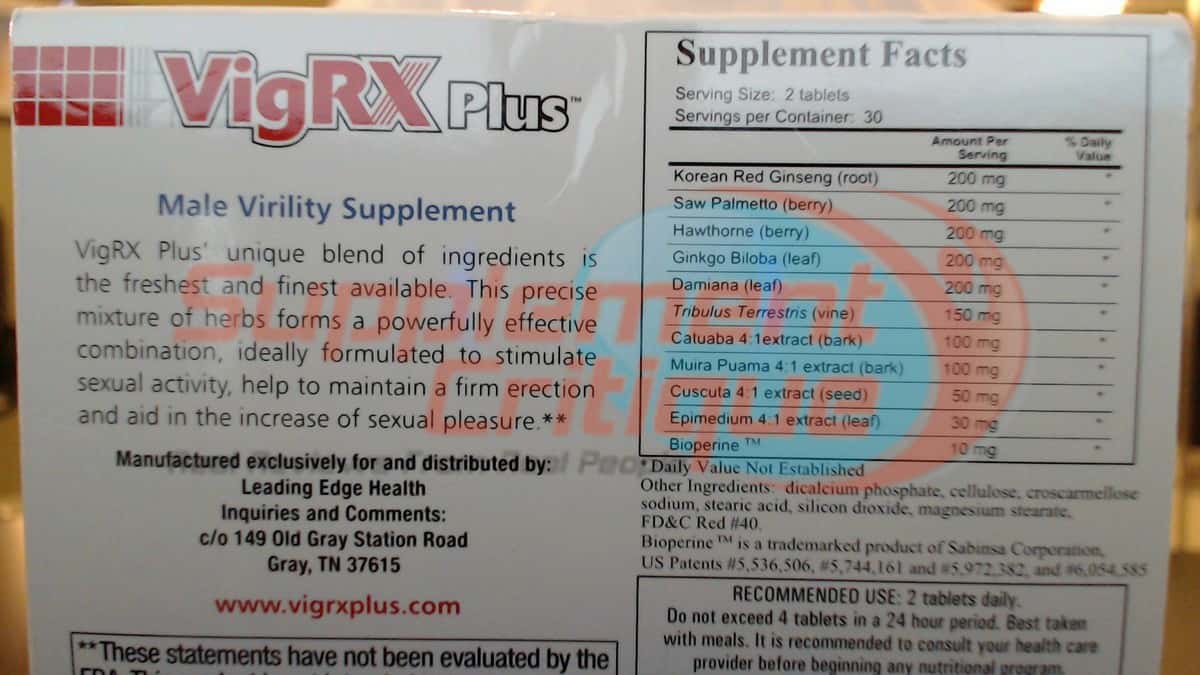 VigRX Plus™
Male Virility Supplement
VigRX Plus' unique blend of ingredients is
the freshest and finest available. This precise
mixture of herbs forms a powerfully effective
combination, ideally formulated to stimulate
sexual activity, help to maintain a firm erection
and aid in the increase of sexual pleasure.**
Manufactured exclusively for and distributed by:
Leading Edge Health
Inquiries and Comments:
c/o 149 Old Gray Station Road
Gray, TN 37615
www.vigrxplus.com
**These statements have not been evaluated by the
Supplement Facts
Serving Size: 2 tablets
Servings per Container: 30
Amount Per Serving % Daily Value
Korean Red Ginseng (root) 200 mg *
Saw Palmetto (berry) 200 mg *
Hawthorne (berry) 200 mg *
Ginkgo Biloba (leaf) 200 mg *
Damiana (leaf) 200 mg *
Tribulus Terrestris (vine) 150 mg *
Catuaba 4:1extract (bark) 100 mg *
Muira Puama 4:1 extract (bark) 100 mg *
Cuscuta 4:1 extract (seed) 50 mg *
Epimedium 4:1 extract (leaf) 30 mg *
Bioperine ™ 10 mg *
* Daily Value Not Established
Other Ingredients: dicalcium phosphate, cellulose, croscarmellose
sodium, stearic acid, silicon dioxide, magnesium stearate,
FD&C Red #40.
Bioperine ™ is a trademarked product of Sabinsa Corporation,
US Patents #5,536,506, #5,744,161 and #5,972,382, and #6,054,585
RECOMMENDED USE: 2 tablets daily.
Do not exceed 4 tablets in a 24 hour period. Best taken
with meals. It is recommended to consult your health care
provider before beginning any nutritional program.
Supplement
Critique